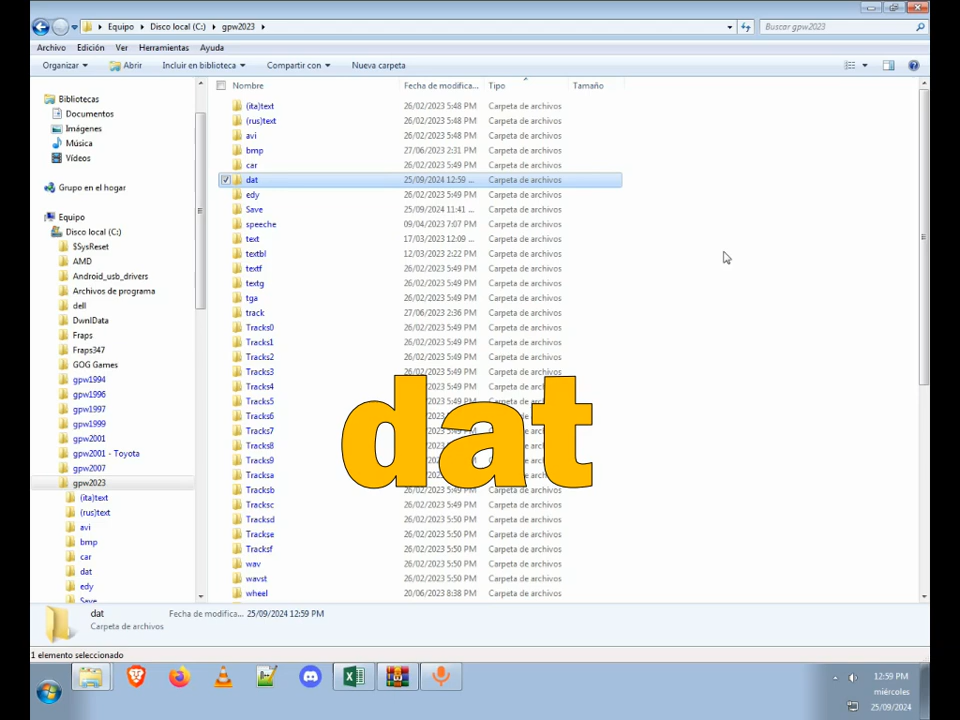 Equipo ▸ Disco local (C:) ▸ gpw2023 ▸
Buscar gpw2023
Archivo Edición Ver Herramientas Ayuda
Organizar Abrir Incluir en biblioteca Compartir con Nueva carpeta
Nombre Fecha de modifica... Tipo Tamaño
Bibliotecas
Documentos
Imágenes
Música
Vídeos
Grupo en el hogar
Equipo
Disco local (C:)
$SysReset
AMD
Android_usb_drivers
Archivos de programa
dell
DwnlData
Fraps
Fraps347
GOG Games
gpw1994
gpw1996
gpw1997
gpw1999
gpw2001
gpw2001 - Toyota
gpw2007
gpw2023
(ita)text
(rus)text
avi
bmp
car
dat
edy
Save
(ita)text 26/02/2023 5:48 PM Carpeta de archivos
(rus)text 26/02/2023 5:48 PM Carpeta de archivos
avi 26/02/2023 5:48 PM Carpeta de archivos
bmp 27/06/2023 2:31 PM Carpeta de archivos
car 26/02/2023 5:49 PM Carpeta de archivos
dat 25/09/2024 12:59 ... Carpeta de archivos
edy 26/02/2023 5:49 PM Carpeta de archivos
Save 25/09/2024 11:41 ... Carpeta de archivos
speeche 09/04/2023 7:07 PM Carpeta de archivos
text 17/03/2023 12:09 ... Carpeta de archivos
textbl 12/03/2023 2:22 PM Carpeta de archivos
textf 26/02/2023 5:49 PM Carpeta de archivos
textg 26/02/2023 5:49 PM Carpeta de archivos
tga 26/02/2023 5:49 PM Carpeta de archivos
track 27/06/2023 2:36 PM Carpeta de archivos
Tracks0 26/02/2023 5:49 PM Carpeta de archivos
Tracks1 26/02/2023 5:49 PM Carpeta de archivos
Tracks2 26/02/2023 5:49 PM Carpeta de archivos
Tracks3 26/02/2023 5:49 PM Carpeta de archivos
Tracks4
Tracks5
Tracks6
Tracks7
Tracks8
Tracks9
Tracksa
Tracksb 26/02/2023 5:49 PM Carpeta de archivos
Tracksc 26/02/2023 5:49 PM Carpeta de archivos
Tracksd 26/02/2023 5:50 PM Carpeta de archivos
Trackse 26/02/2023 5:50 PM Carpeta de archivos
Tracksf 26/02/2023 5:50 PM Carpeta de archivos
wav 26/02/2023 5:50 PM Carpeta de archivos
wavst 26/02/2023 5:50 PM Carpeta de archivos
wheel 20/06/2023 8:38 PM Carpeta de archivos
dat
dat Fecha de modifica... 25/09/2024 12:59 PM
Carpeta de archivos
1 elemento seleccionado
12:59 PM
miércoles
25/09/2024